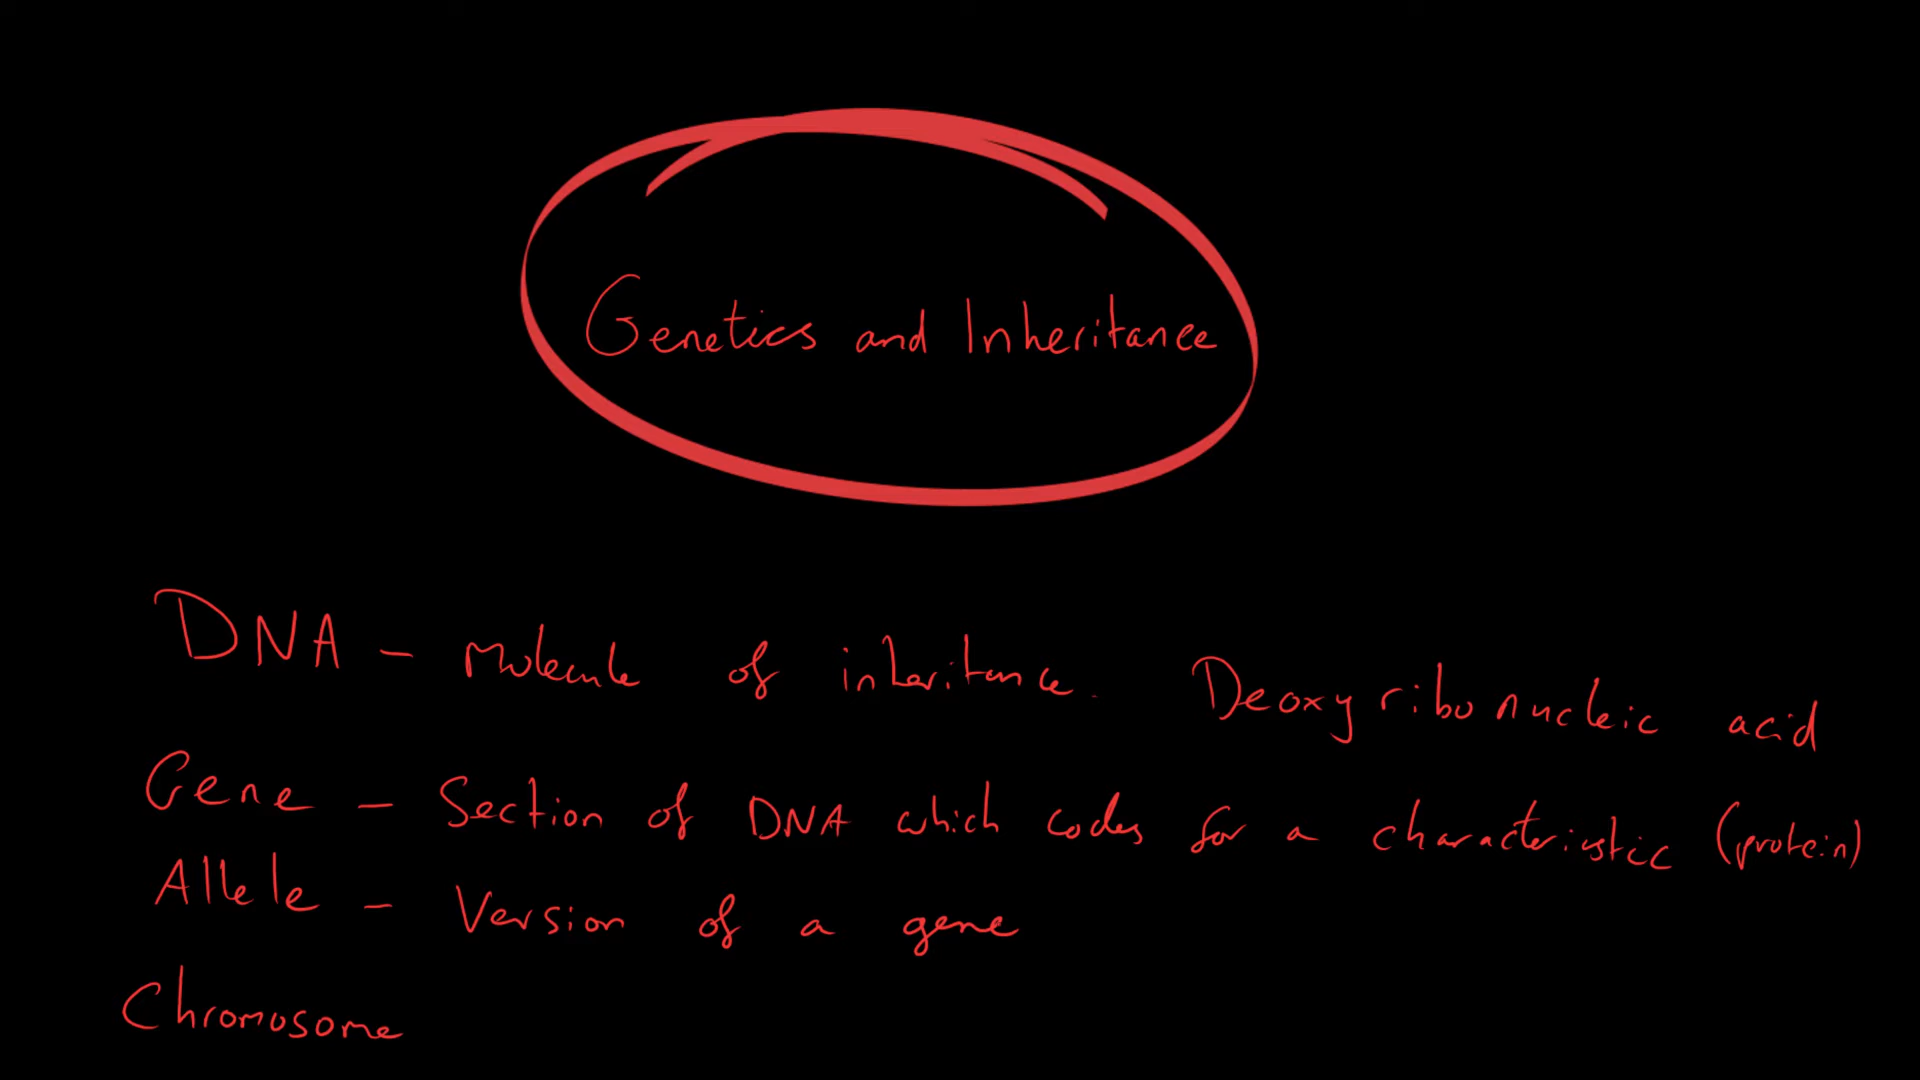 Genetics and Inheritance
DNA - Molecule of inheritance. Deoxyribonucleic acid
Gene - Section of DNA which codes for a characteristic (protein)
Allele - Version of a gene
Chromosome